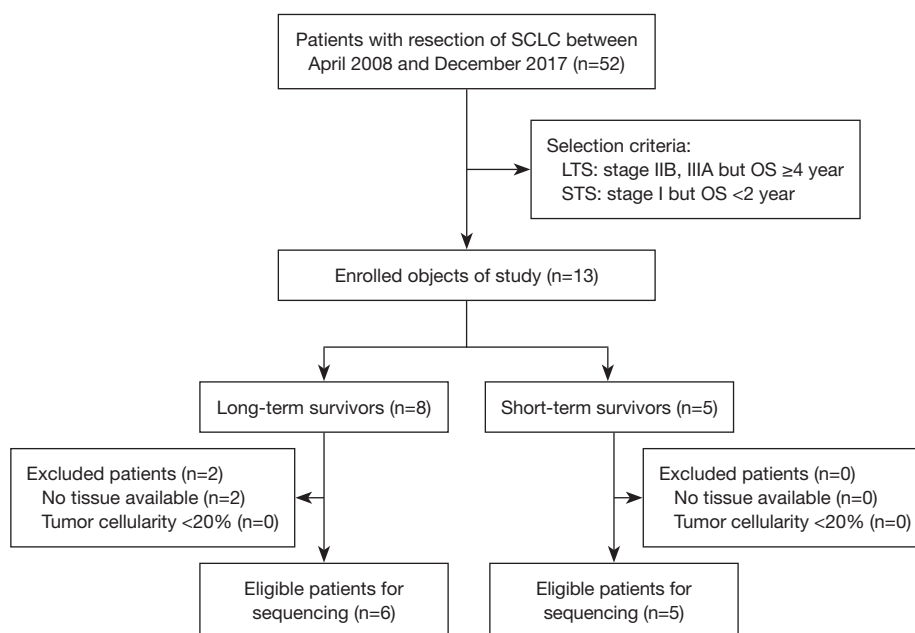 Patients with resection of SCLC between
April 2008 and December 2017 (n=52)
Selection criteria:
LTS: stage IIB, IIIA but OS ≥4 year
STS: stage I but OS <2 year
Enrolled objects of study (n=13)
Long-term survivors (n=8)
Short-term survivors (n=5)
Excluded patients (n=2)
No tissue available (n=2)
Tumor cellularity <20% (n=0)
Excluded patients (n=0)
No tissue available (n=0)
Tumor cellularity <20% (n=0)
Eligible patients for
sequencing (n=6)
Eligible patients for
sequencing (n=5)